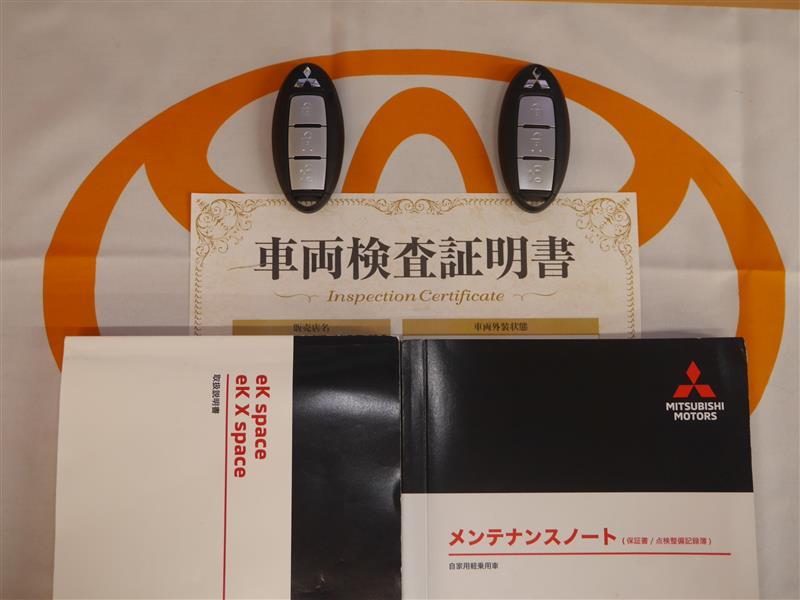 車両検査証明書
Inspection Certificate
販売店名
車両外装状態
eK space
eK X space
取扱説明書
MITSUBISHI
MOTORS
メンテナンスノート (保証書/点検整備記録簿)
自家用軽乗用車